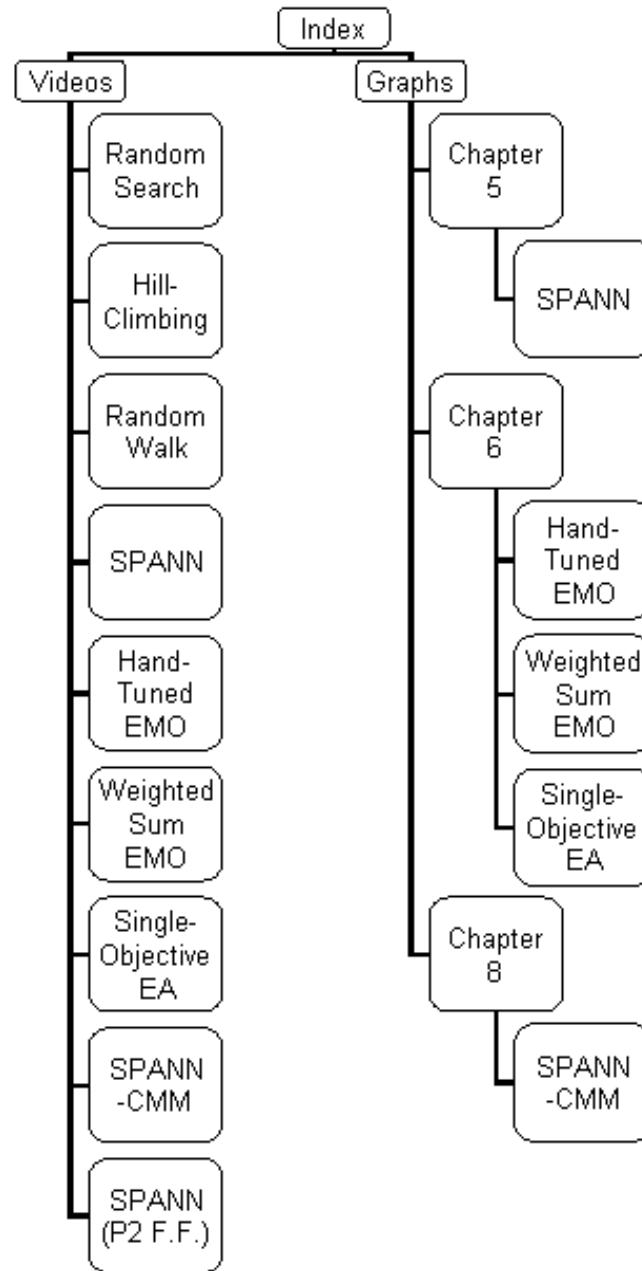 Index
Videos
Random
Search
Hill-
Climbing
Random
Walk
SPANN
Hand-
Tuned
EMO
Weighted
Sum
EMO
Single-
Objective
EA
SPANN
-CMM
SPANN
(P2 F.F.)
Graphs
Chapter
5
SPANN
Chapter
6
Hand-
Tuned
EMO
Weighted
Sum
EMO
Single-
Objective
EA
Chapter
8
SPANN
-CMM